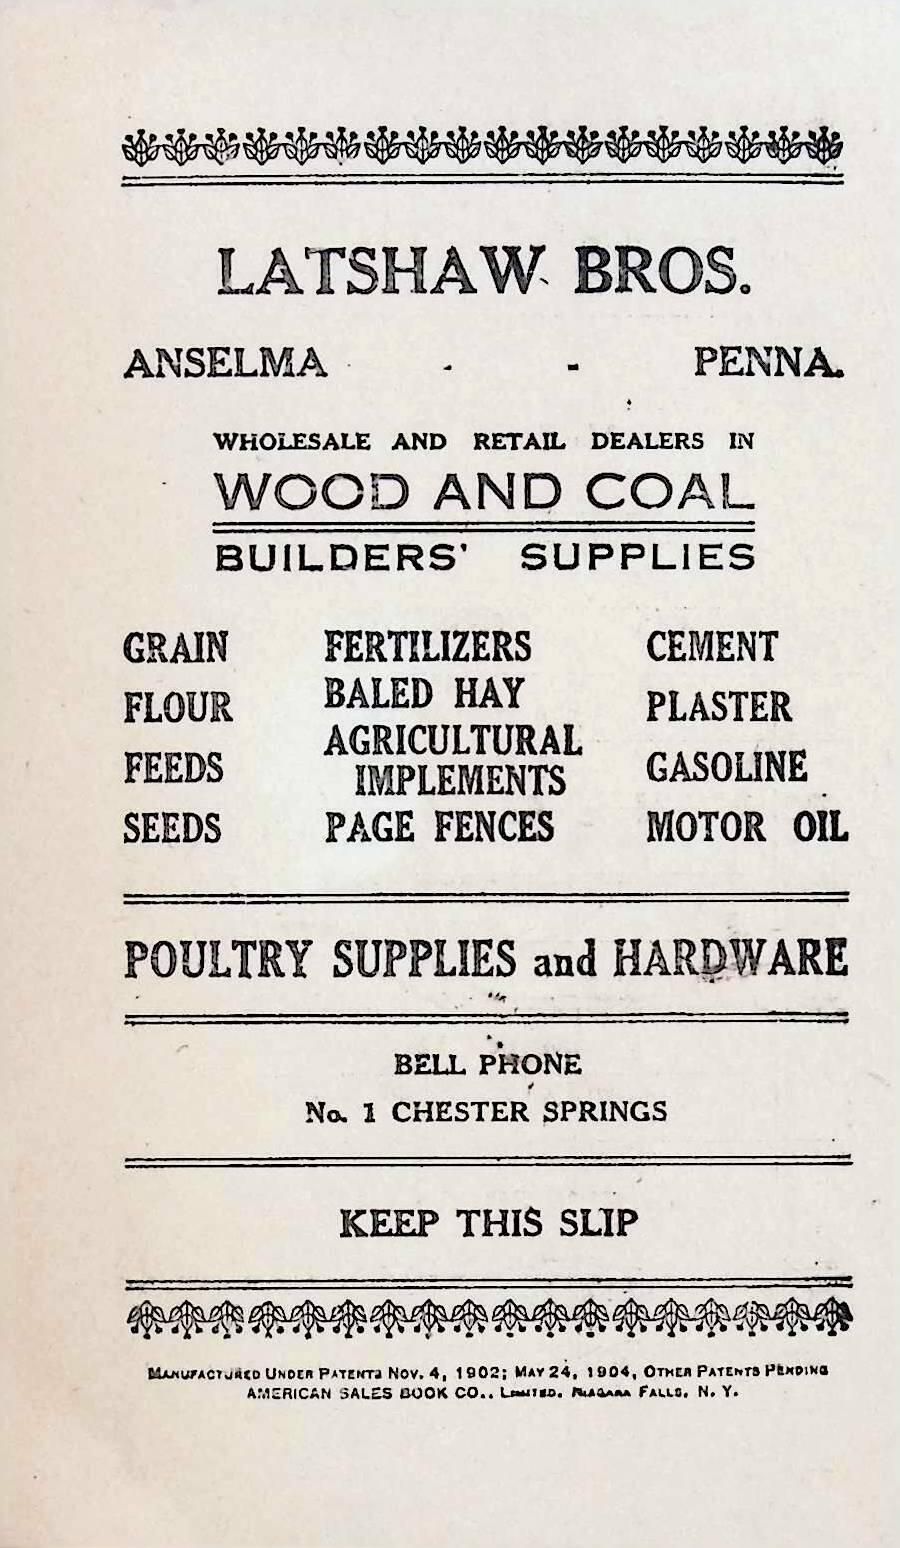 LATSHAW BROS.
ANSELMA - - PENNA.
WHOLESALE AND RETAIL DEALERS IN
WOOD AND COAL
BUILDERS' SUPPLIES
GRAIN
FLOUR
FEEDS
SEEDS
FERTILIZERS
BALED HAY
AGRICULTURAL
IMPLEMENTS
PAGE FENCES
CEMENT
PLASTER
GASOLINE
MOTOR OIL
POULTRY SUPPLIES and HARDWARE
BELL PHONE
No. 1 CHESTER SPRINGS
KEEP THIS SLIP
MANUFACTURED UNDER PATENTS NOV. 4, 1902; MAY 24, 1904, OTHER PATENTS PENDING
AMERICAN SALES BOOK CO., LIMITED, NIAGARA FALLS, N. Y.